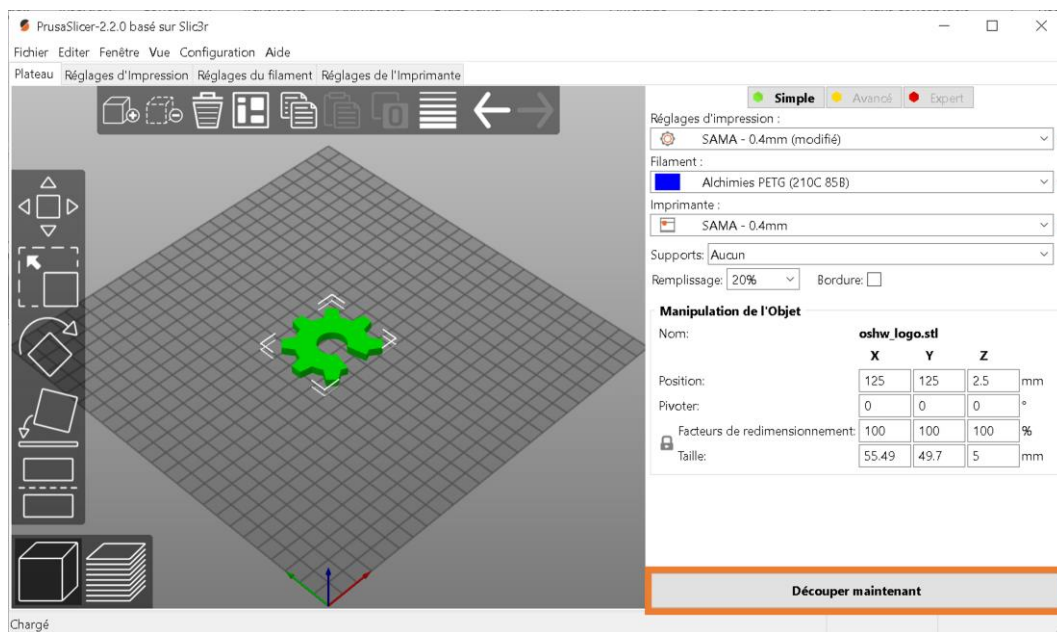 PrusaSlicer-2.2.0 basé sur Slic3r
Fichier Editer Fenêtre Vue Configuration Aide
Plateau Réglages d'Impression Réglages du filament Réglages de l'Imprimante
Simple Avancé Expert
Réglages d'impression :
SAMA - 0.4mm (modifié)
Filament :
Alchimies PETG (210C 85B)
Imprimante :
SAMA - 0.4mm
Supports: Aucun
Remplissage: 20% Bordure:
Manipulation de l'Objet
Nom: oshw_logo.stl
X Y Z
Position: 125 125 2.5 mm
Pivoter: 0 0 0 °
Facteurs de redimensionnement: 100 100 100 %
Taille: 55.49 49.7 5 mm
Découper maintenant
Chargé